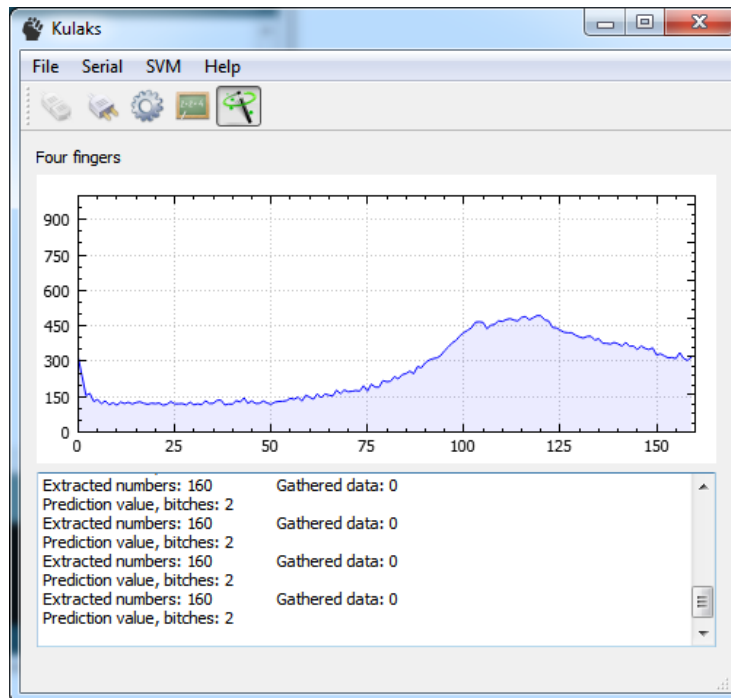 Kulaks
File Serial SVM Help
Four fingers
900
750
600
450
300
150
0
0 25 50 75 100 125 150
Extracted numbers: 160 Gathered data: 0
Prediction value, bitches: 2
Extracted numbers: 160 Gathered data: 0
Prediction value, bitches: 2
Extracted numbers: 160 Gathered data: 0
Prediction value, bitches: 2
Extracted numbers: 160 Gathered data: 0
Prediction value, bitches: 2